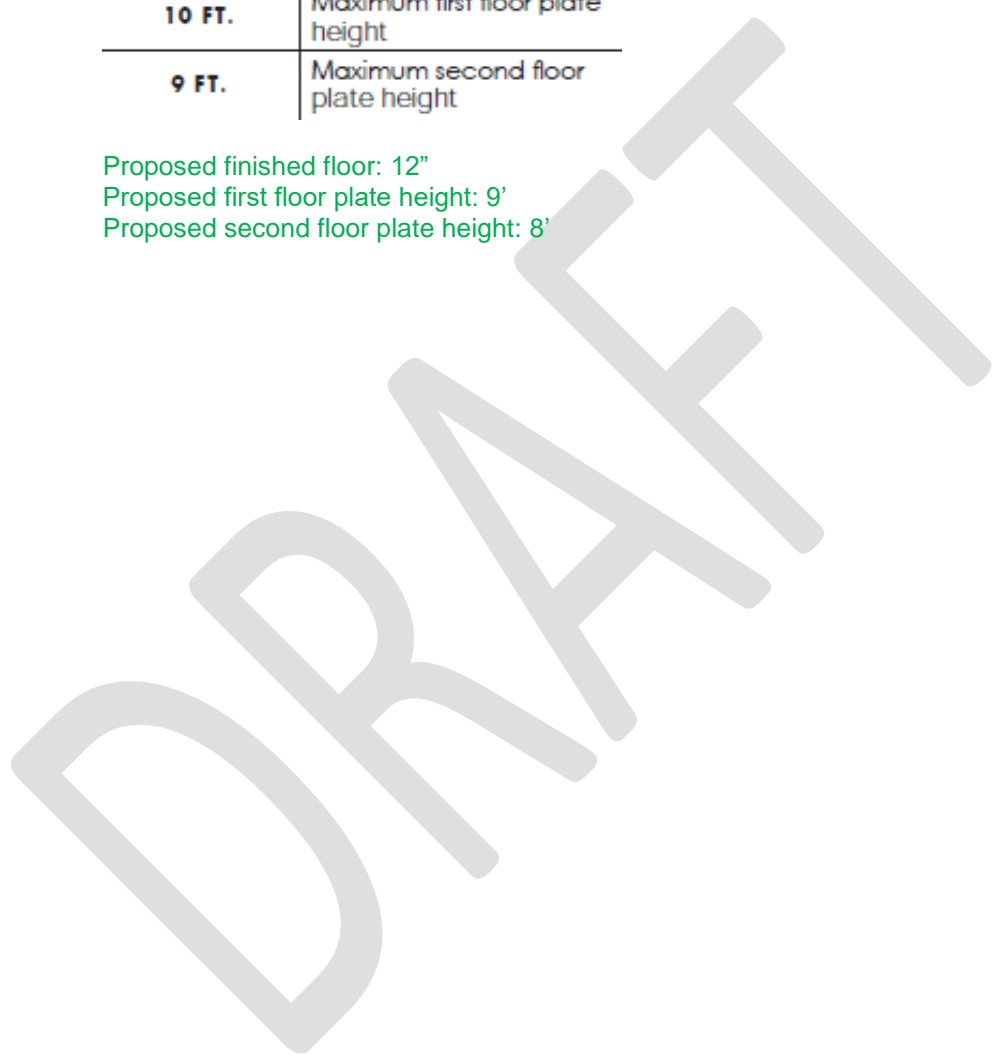 10 FT.
Maximum first floor plate
height
9 FT.
Maximum second floor
plate height
Proposed finished floor: 12”
Proposed first floor plate height: 9’
Proposed second floor plate height: 8’
DRAFT